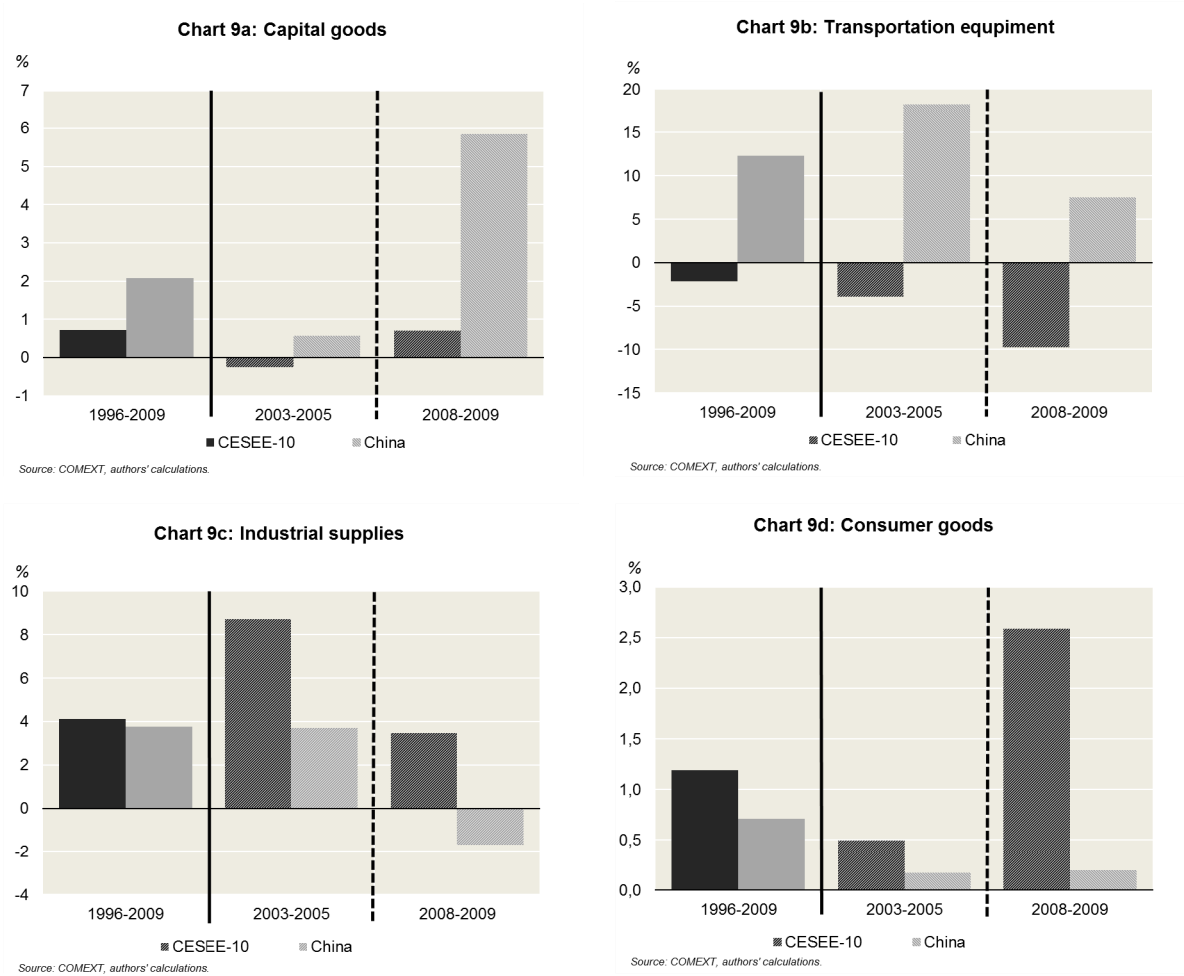 Chart 9a: Capital goods
%
7
6
5
4
3
2
1
0
-1
1996-2009 2003-2005 2008-2009
CESEE-10 China
Source: COMEXT, authors' calculations.
Chart 9b: Transportation equpiment
%
20
15
10
5
0
-5
-10
-15
1996-2009 2003-2005 2008-2009
CESEE-10 China
Source: COMEXT, authors' calculations.
Chart 9c: Industrial supplies
%
10
8
6
4
2
0
-2
-4
1996-2009 2003-2005 2008-2009
CESEE-10 China
Source: COMEXT, authors' calculations.
Chart 9d: Consumer goods
%
3,0
2,5
2,0
1,5
1,0
0,5
0,0
1996-2009 2003-2005 2008-2009
CESEE-10 China
Source: COMEXT, authors' calculations.